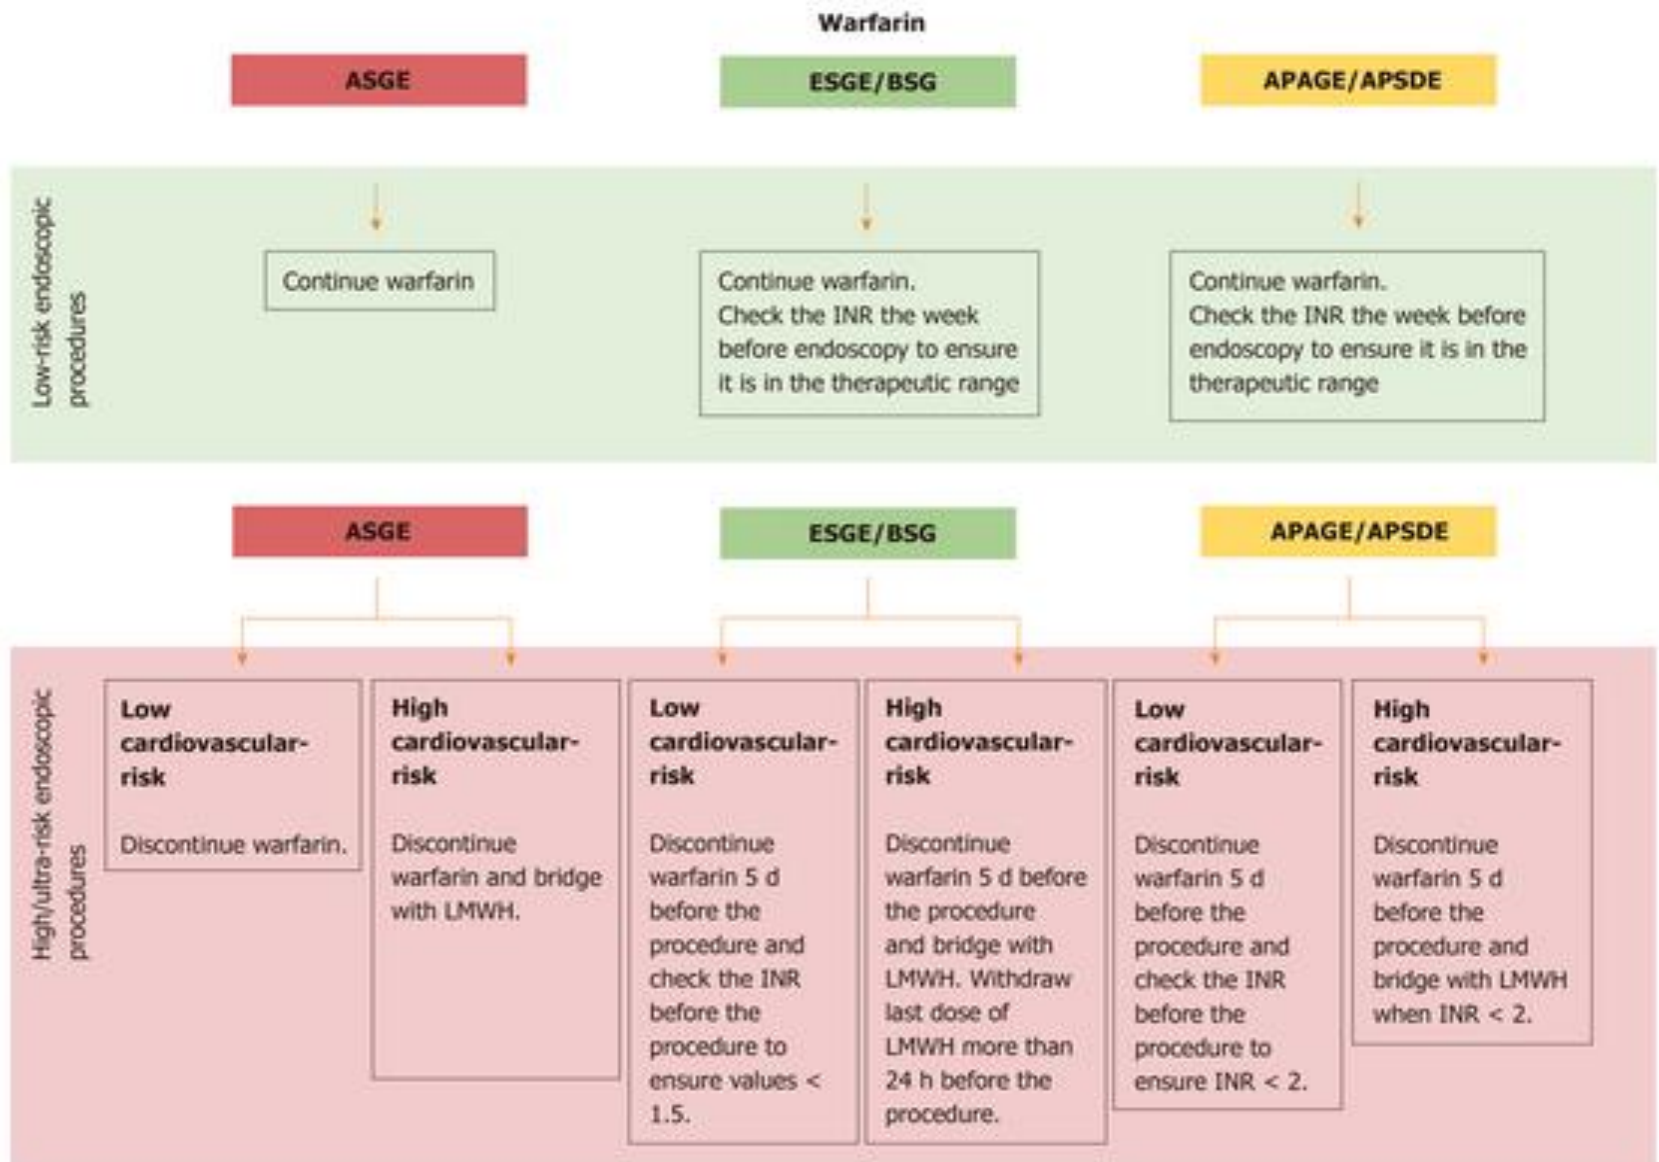 Warfarin
ASGE
ESGE/BSG
APAGE/APSDE
Low-risk endoscopic
procedures
Continue warfarin
Continue warfarin.
Check the INR the week
before endoscopy to ensure
it is in the therapeutic range
Continue warfarin.
Check the INR the week before
endoscopy to ensure it is in the
therapeutic range
ASGE
ESGE/BSG
APAGE/APSDE
High/ultra-risk endoscopic
procedures
Low
cardiovascular-
risk
Discontinue warfarin.
High
cardiovascular-
risk
Discontinue
warfarin and bridge
with LMWH.
Low
cardiovascular-
risk
Discontinue
warfarin 5 d
before the
procedure and
check the INR
before the
procedure to
ensure values <
1.5.
High
cardiovascular-
risk
Discontinue
warfarin 5 d before
the procedure
and bridge with
LMWH. Withdraw
last dose of
LMWH more than
24 h before the
procedure.
Low
cardiovascular-
risk
Discontinue
warfarin 5 d
before the
procedure and
check the INR
before the
procedure to
ensure INR < 2.
High
cardiovascular-
risk
Discontinue
warfarin 5 d
before the
procedure and
bridge with LMWH
when INR < 2.